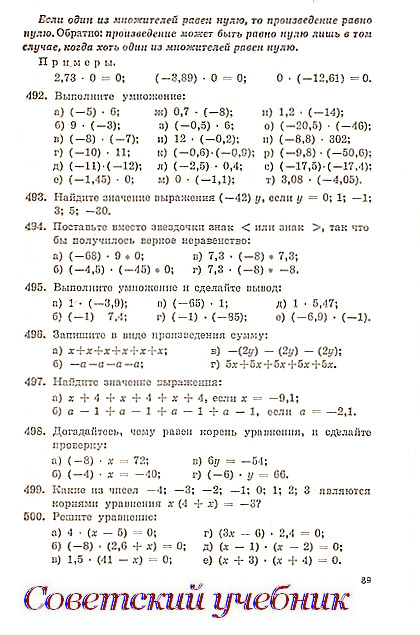 Если один из множителей равен нулю, то произведение равно
нулю. Обратно: произведение может быть равно нулю лишь в том
случае, когда хоть один из множителей равен нулю.
Примеры.
2,73 · 0 = 0; (−3,89) · 0 = 0; 0 · (−12,61) = 0.
492. Выполните умножение:
а) (−5) · 6; ж) 0,7 · (−8); н) 1,2 · (−14);
б) 9 · (−3); з) (−0,5) · 6; о) (−20,5) · (−46);
в) (−8) · (−7); и) 12 · (−0,2); п) (−8,8) · 302;
г) (−10) · 11; к) (−0,6)·(−0,9); р) (−9,8) · (−50,6);
д) (−11)·(−12); л) (−2,5) · 0,4; с) (−17,5)·(−17,4);
е) (−1,45) · 0; м) 0 · (−1,1); т) 3,08 · (−4,05).
493. Найдите значение выражения (−42) y, если y = 0; 1; −1;
3; 5; −30.
494. Поставьте вместо звездочки знак < или знак >, так что
бы получилось верное неравенство:
а) (−68) · 9 * 0; в) 7,3 · (−8) * 7,3;
б) (−4,5) · (−45) * 0; г) 7,3 · (−8) * −8.
495. Выполните умножение и сделайте вывод:
а) 1 · (−3,9); в) (−65) · 1; д) 1 · 5,47;
б) (−1) 7,4; г) (−1) · (−85); е) (−6,9) · (−1).
496. Запишите в виде произведения сумму:
а) x+x+x+x+x+x; в) −(2y) − (2y) − (2y);
б) −a−a−a−a; г) 5x+5x+5x+5x+5x.
497. Найдите значение выражения:
а) x + 4 + x + 4 + x + 4, если x = −9,1;
б) a − 1 + a − 1 + a − 1 + a − 1, если a = −2,1.
498. Догадайтесь, чему равен корень уравнения, и сделайте
проверку:
а) (−8) · x = 72; в) 6y = −54;
б) (−4) · x = −40; г) (−6) · y = 66.
499. Какие из чисел −4; −3; −2; −1; 0; 1; 2; 3 являются
корнями уравнения x (4 + x) = −3?
500. Решите уравнение:
а) 4 · (x − 5) = 0; г) (3x − 6) · 2,4 = 0;
б) (−8) · (2,6 + x) = 0; д) (x − 1) · (x − 2) = 0;
в) 1,5 · (41 − x) = 0; е) (x + 3) · (x + 4) = 0.
89
Советский учебник